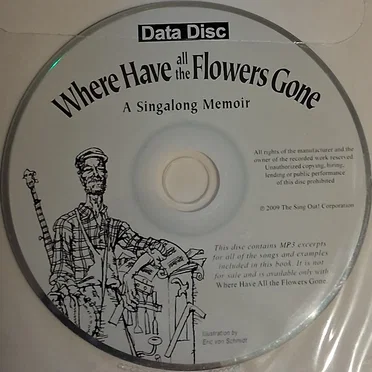 Data Disc
Where Have all the Flowers Gone
A Singalong Memoir
All rights of the manufacturer and the
owner of the recorded work reserved
Unauthorized copying, hiring,
lending or public performance
of this disc prohibited
© 2009 The Sing Out! Corporation
This disc contains MP3 excerpts
for all of the songs and examples
included in this book. It is not
for sale and is available only with
Where Have All the Flowers Gone
Illustration by
Eric von Schmidt